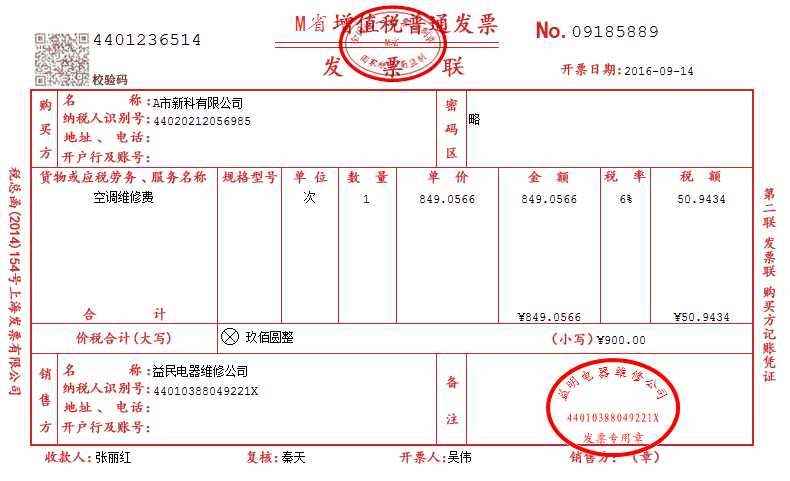 4401236514
M省增值税普通发票
No. 09185889
校验码
发 票 联
开票日期:2016-09-14
M省
国家税务局监制
购买方
名 称:A市新科有限公司
纳税人识别号:44020212056985
地址、电话:
开户行及账号:
密码区
略
货物或应税劳务、服务名称 规格型号 单 位 数 量 单 价 金 额 税 率 税 额
空调维修费 次 1 849.0566 849.0566 6% 50.9434
合 计 ¥849.0566 ¥50.9434
价税合计(大写) ⊗ 玖佰圆整 (小写)¥900.00
销售方
名 称:益民电器维修公司
纳税人识别号:44010388049221X
地址、电话:
开户行及账号:
备注
益明电器维修公司
44010388049221X
发票专用章
收款人:张丽红 复核:秦天 开票人:吴伟 销售方:(章)
税总函(2014)154号上海发票有限公司
第二联 发票联 购买方记账凭证